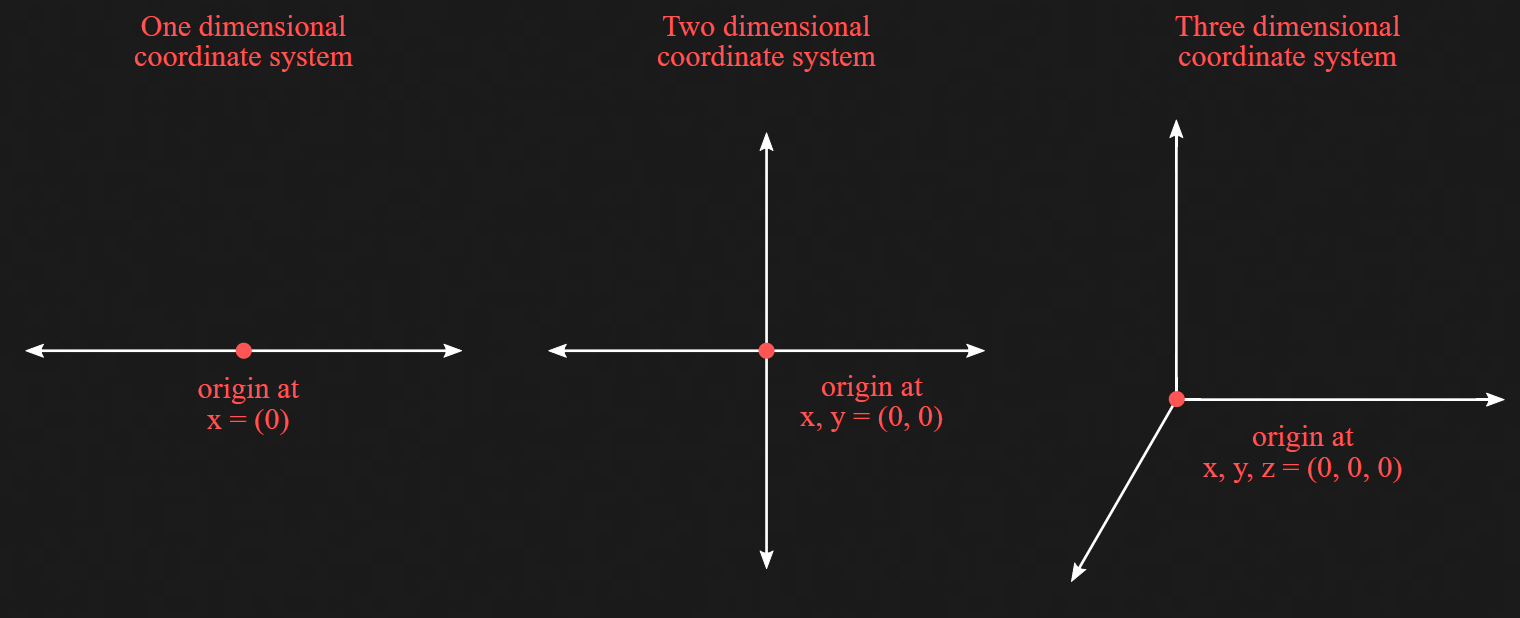 One dimensional
coordinate system
Two dimensional
coordinate system
Three dimensional
coordinate system
origin at
x = (0)
origin at
x, y = (0, 0)
origin at
x, y, z = (0, 0, 0)